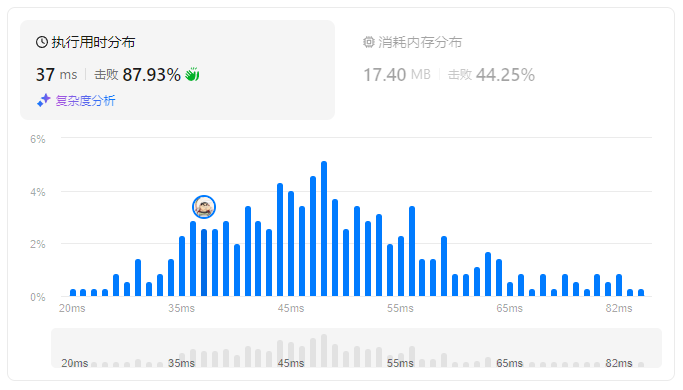 执行用时分布
37 ms 击败 87.93%
复杂度分析
消耗内存分布
17.40 MB 击败 44.25%
6%
4%
2%
0%
20ms 35ms 45ms 55ms 65ms 82ms
20ms 35ms 45ms 55ms 65ms 82ms